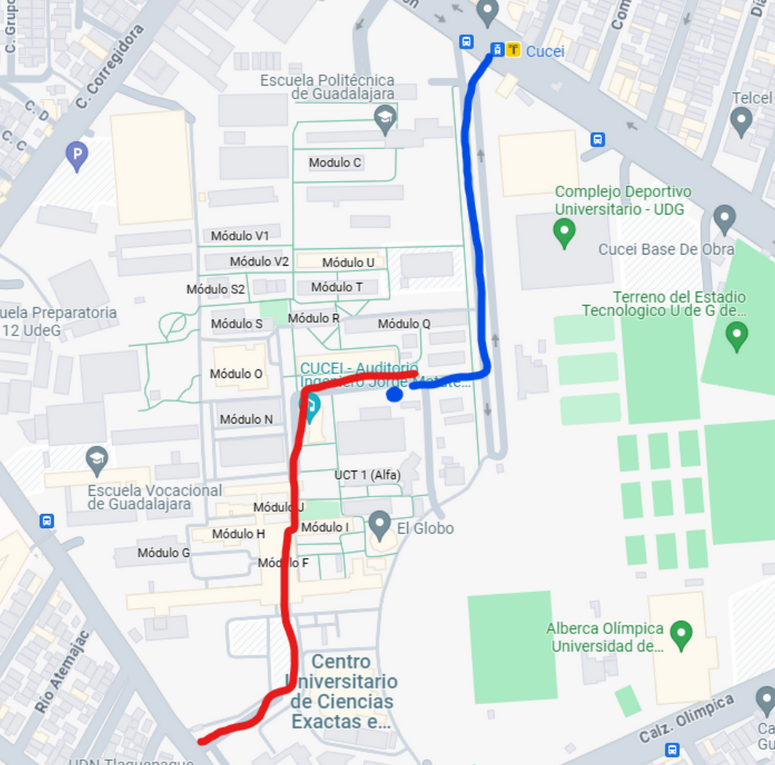 C. Grupo
C. Corregidora
C. D
C. C
Cucei
Escuela Politécnica
de Guadalajara
Telcel
Modulo C
Complejo Deportivo
Universitario - UDG
Cucei Base De Obra
Módulo V1
Módulo V2
Módulo U
Módulo S2
Módulo T
Terreno del Estadio
Tecnologico U de G de...
uela Preparatoria
12 UdeG
Módulo S
Módulo R
Módulo Q
CUCEI - Auditorio
Ingeniero Jorge Matute...
Módulo O
Módulo N
UCT 1 (Alfa)
Escuela Vocacional
de Guadalajara
Módulo J
Módulo I
El Globo
Módulo H
Módulo G
Módulo F
Alberca Olímpica
Universidad de...
Río Atemajac
Centro
Universitario
de Ciencias
Exactas e...
Calz. Olímpica
Ca
Gu
UDN Tlaquepaque